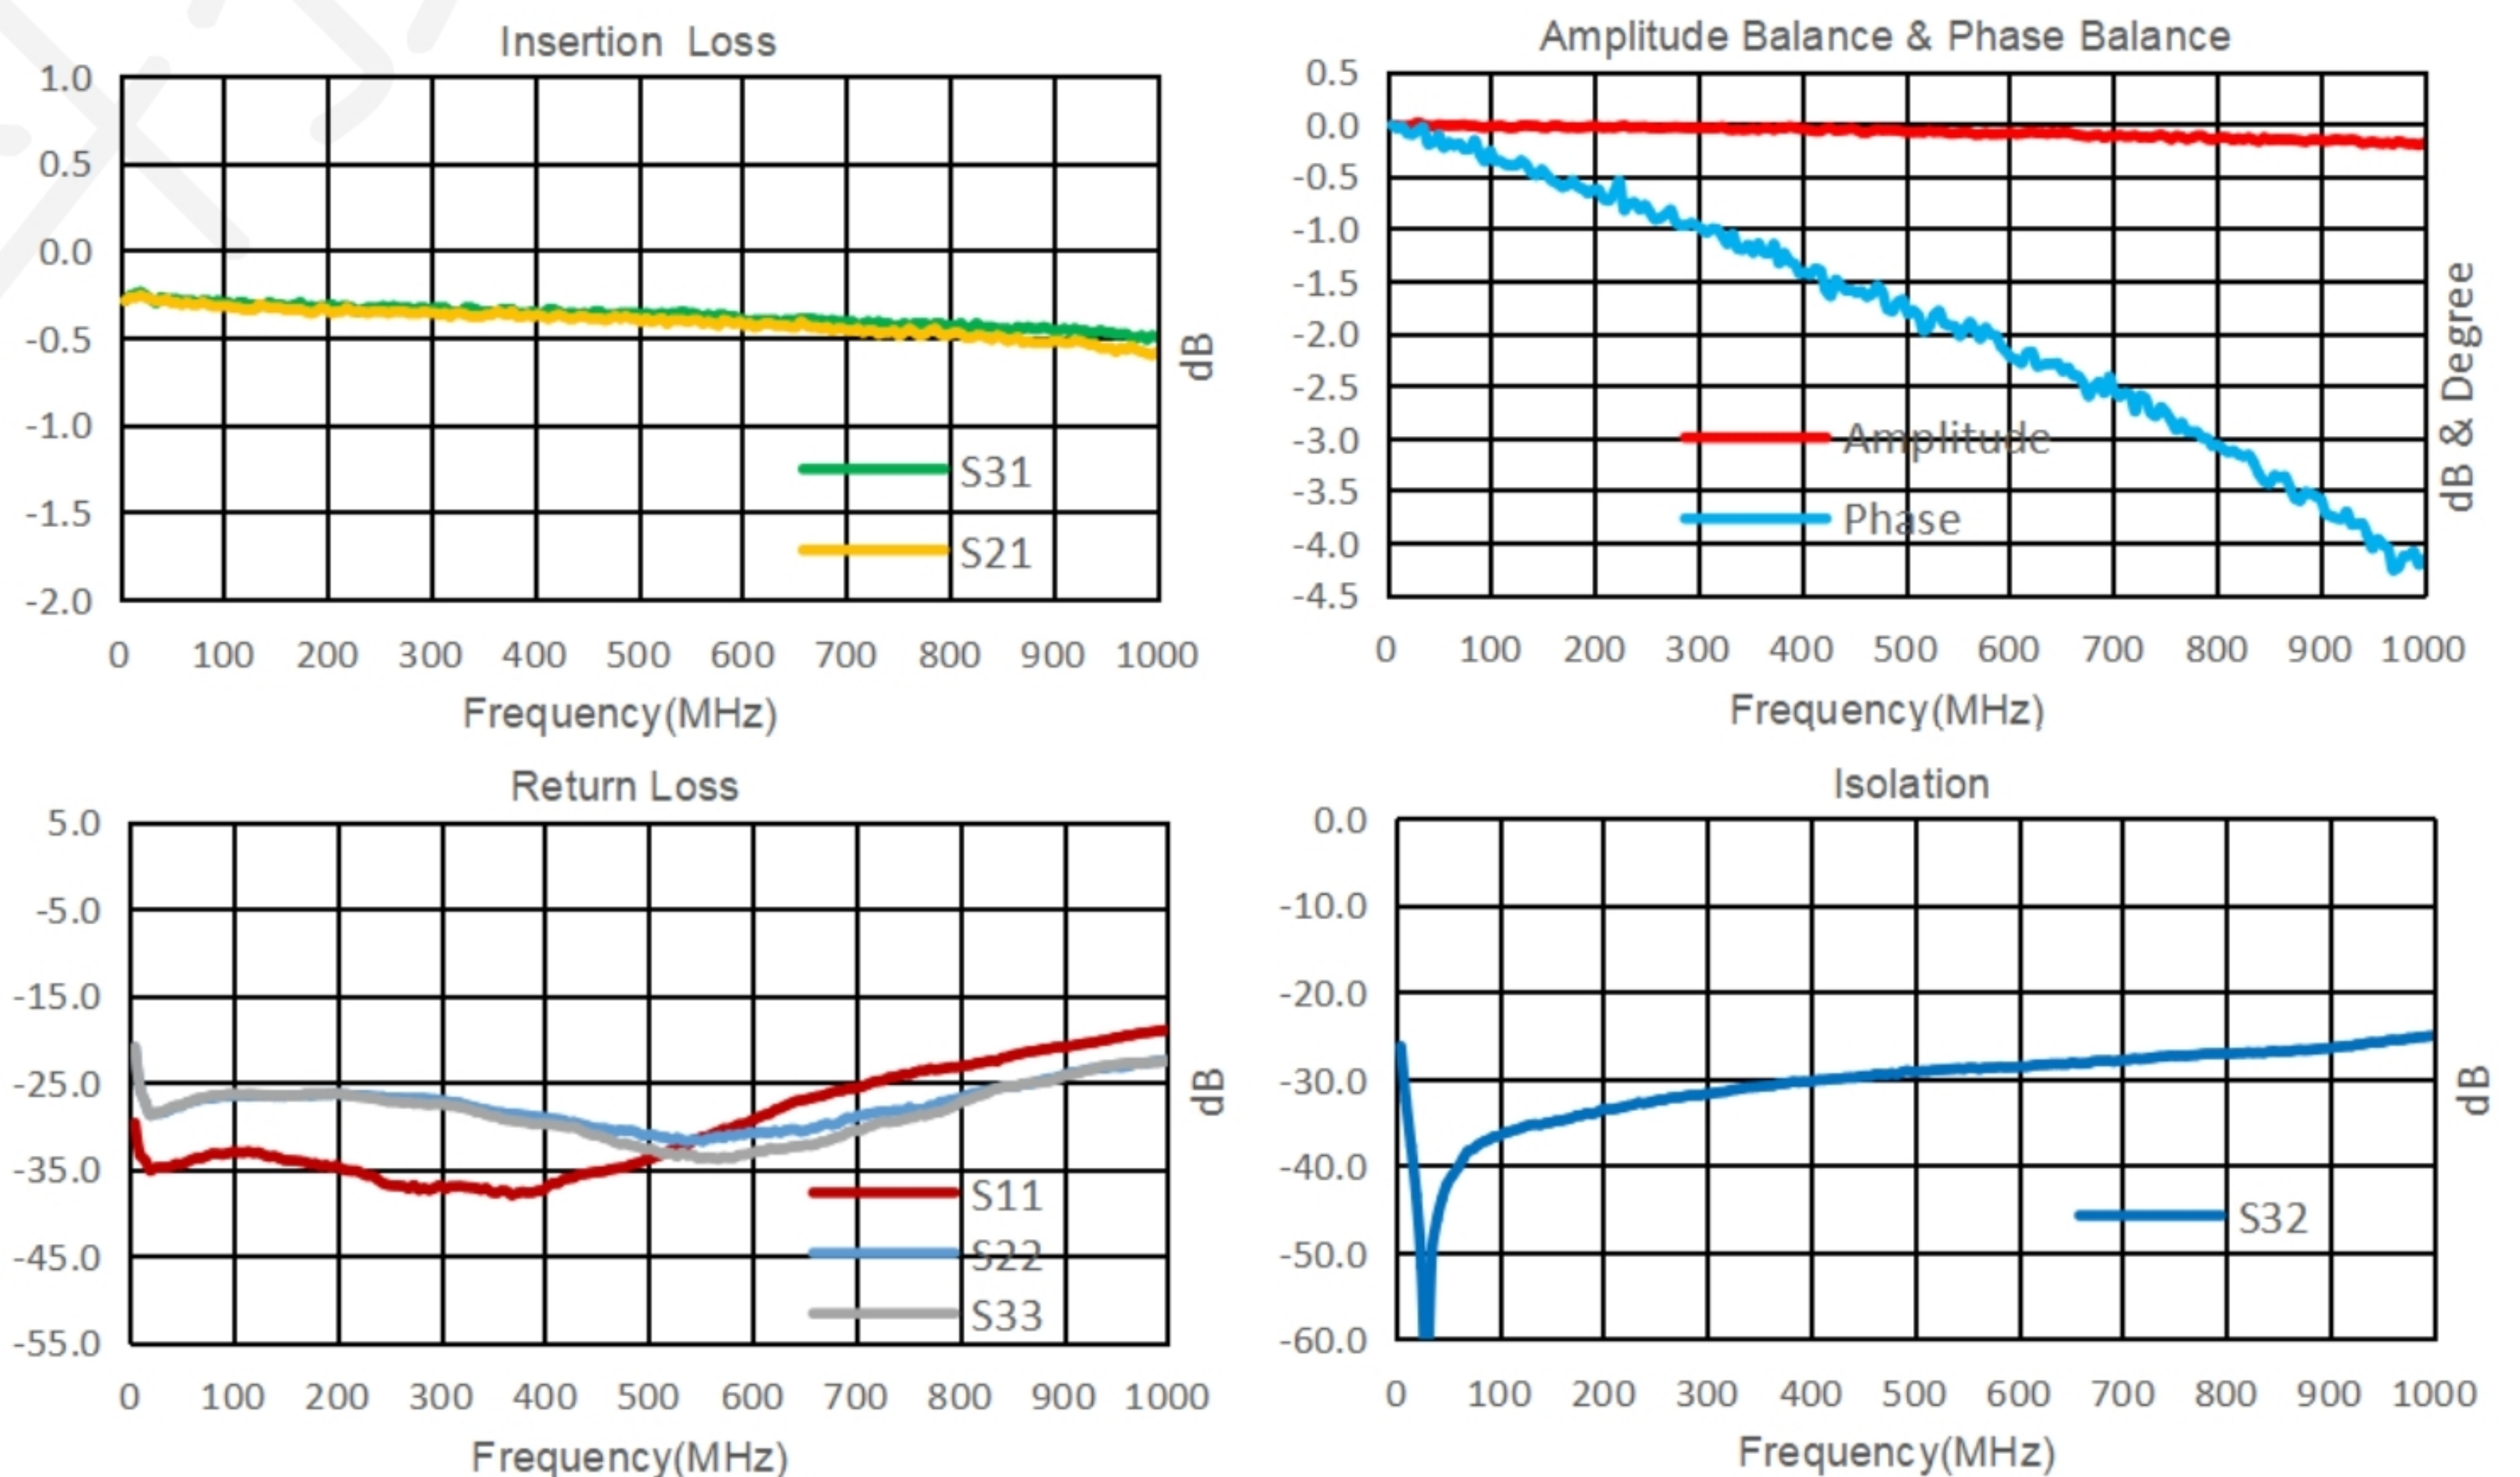 Insertion  Loss
1.0
0.5
0.0
-0.5
-1.0
-1.5
-2.0
dB
S31
S21
0 100 200 300 400 500 600 700 800 900 1000
Frequency(MHz)
Amplitude Balance & Phase Balance
0.5
0.0
-0.5
-1.0
-1.5
-2.0
-2.5
-3.0
-3.5
-4.0
-4.5
dB & Degree
Amplitude
Phase
0 100 200 300 400 500 600 700 800 900 1000
Frequency(MHz)
Return Loss
5.0
-5.0
-15.0
-25.0
-35.0
-45.0
-55.0
dB
S11
S22
S33
0 100 200 300 400 500 600 700 800 900 1000
Frequency(MHz)
Isolation
0.0
-10.0
-20.0
-30.0
-40.0
-50.0
-60.0
dB
S32
0 100 200 300 400 500 600 700 800 900 1000
Frequency(MHz)